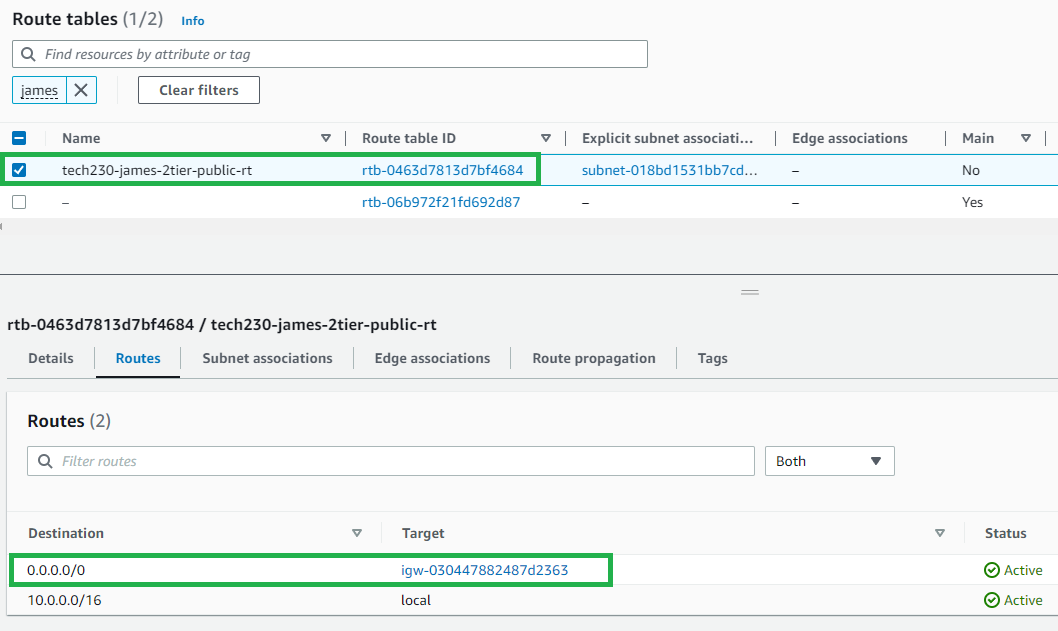 Route tables (1/2) Info
Find resources by attribute or tag
james Clear filters
Name Route table ID Explicit subnet associati... Edge associations Main
tech230-james-2tier-public-rt rtb-0463d7813d7bf4684 subnet-018bd1531bb7cd... – No
– rtb-06b972f21fd692d87 – – Yes
rtb-0463d7813d7bf4684 / tech230-james-2tier-public-rt
Details Routes Subnet associations Edge associations Route propagation Tags
Routes (2)
Filter routes Both
Destination Target Status
0.0.0.0/0 igw-030447882487d2363 Active
10.0.0.0/16 local Active